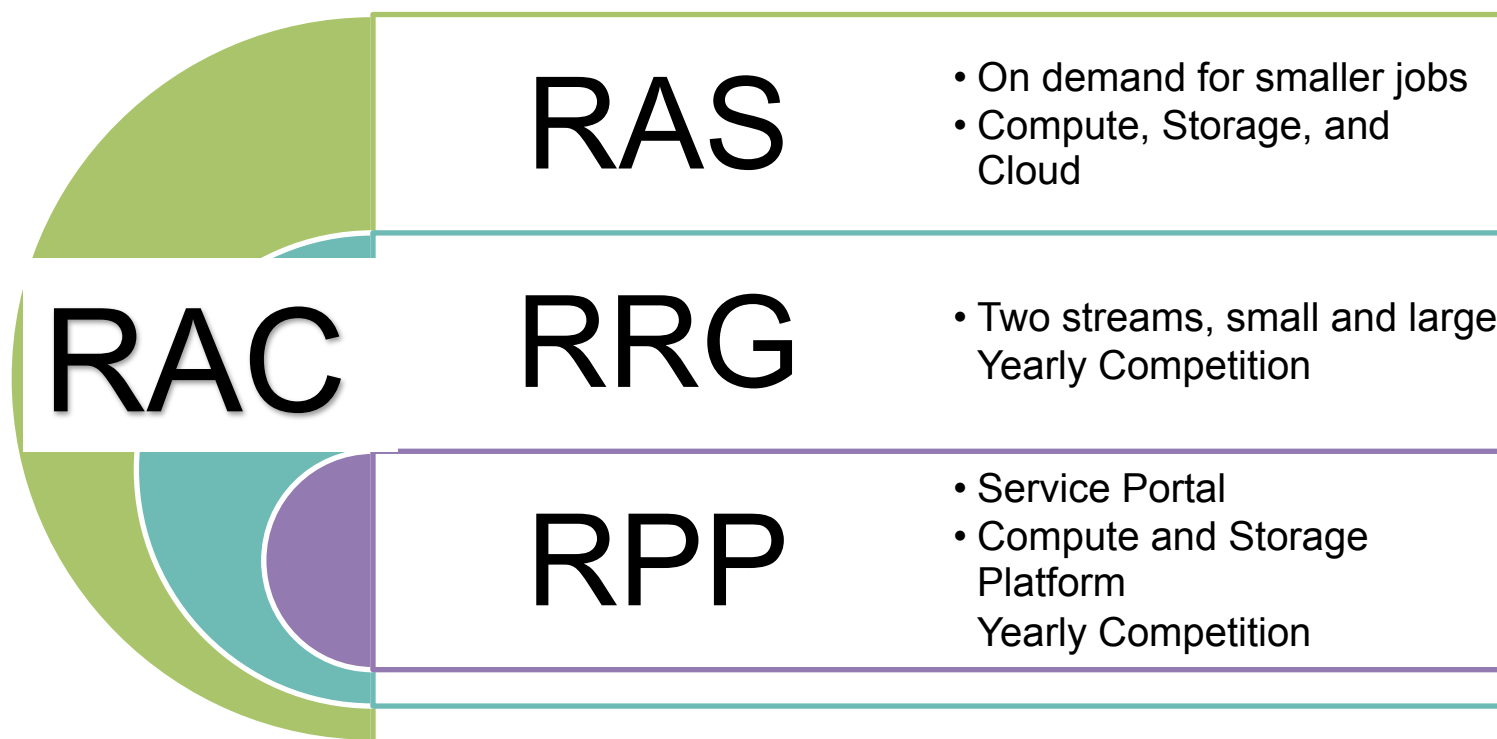 RAS
• On demand for smaller jobs
• Compute, Storage, and
Cloud
RAC
RRG
• Two streams, small and large
Yearly Competition
RPP
• Service Portal
• Compute and Storage
Platform
Yearly Competition